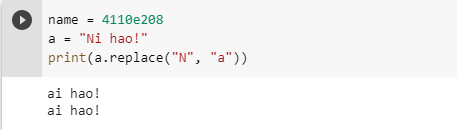 name = 4110e208
a = "Ni hao!"
print(a.replace("N", "a"))
ai hao!
ai hao!